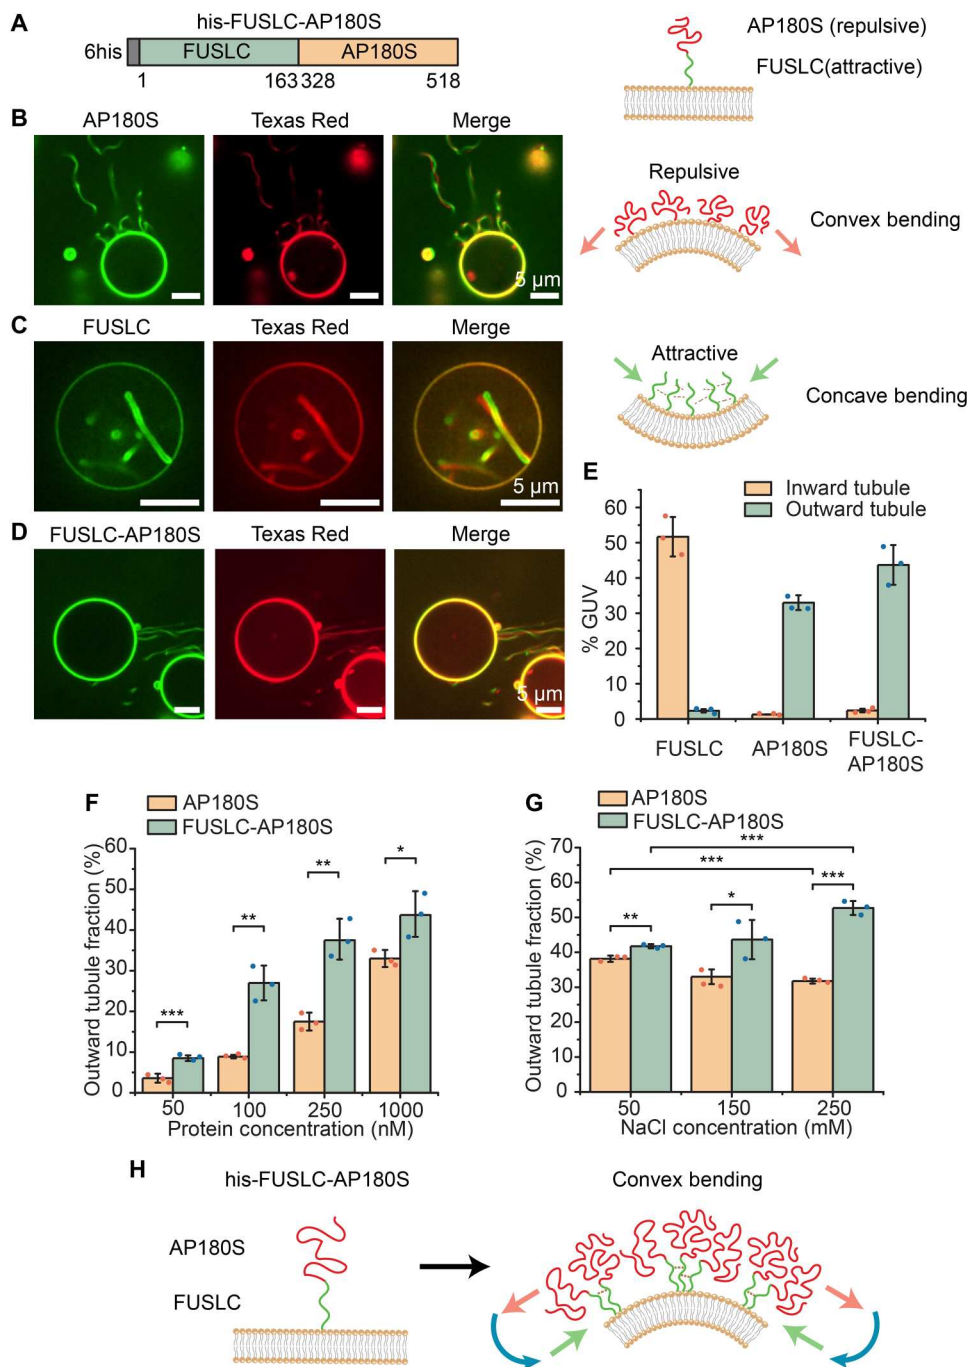 A
his-FUSLC-AP180S
6his
FUSLC
AP180S
1
163
328
518
AP180S (repulsive)
FUSLC(attractive)
B
AP180S
Texas Red
Merge
5 µm
Repulsive
Convex bending
C
FUSLC
Texas Red
Merge
5 µm
Attractive
Concave bending
D
FUSLC-AP180S
Texas Red
Merge
5 µm
E
Inward tubule
Outward tubule
% GUV
60
50
40
30
20
10
0
FUSLC
AP180S
FUSLC-
AP180S
F
AP180S
FUSLC-AP180S
Outward tubule fraction (%)
60
50
40
30
20
10
0
***
**
**
*
50
100
250
1000
Protein concentration (nM)
G
AP180S
FUSLC-AP180S
Outward tubule fraction (%)
70
60
50
40
30
20
10
0
***
***
**
*
***
50
150
250
NaCl concentration (mM)
H
his-FUSLC-AP180S
Convex bending
AP180S
FUSLC